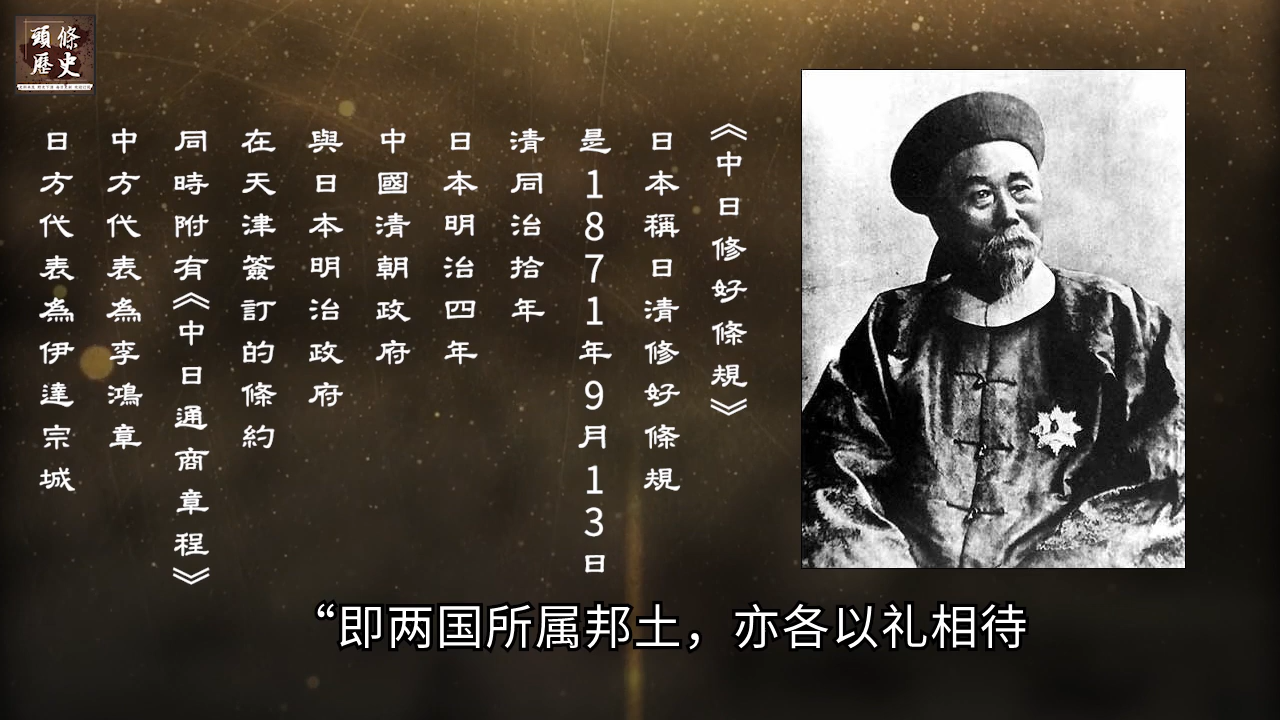 頭條
歷史
《中日修好條規》
日本稱日清修好條規
是1871年9月13日
清同治拾年
日本明治四年
中國清朝政府
與日本明治政府
在天津簽訂的條約
同時附有《中日通商章程》
中方代表為李鴻章
日方代表為伊達宗城
“即两国所属邦土，亦各以礼相待